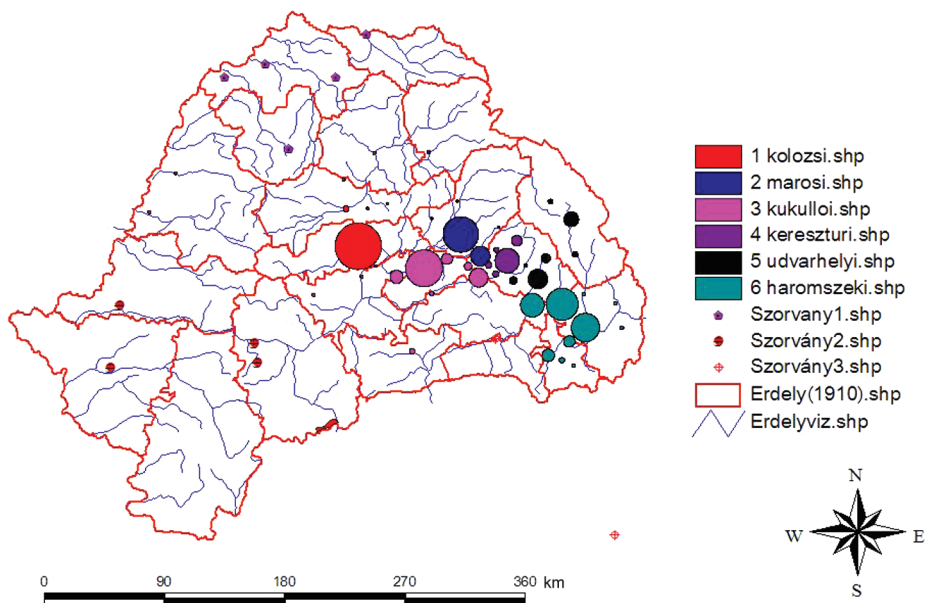 1 kolozsi.shp
2 marosi.shp
3 kukulloi.shp
4 kereszturi.shp
5 udvarhelyi.shp
6 haromszeki.shp
Szorvany1.shp
Szorvány2.shp
Szorvány3.shp
Erdely(1910).shp
Erdelyviz.shp
N
W E
S
0 90 180 270 360 km